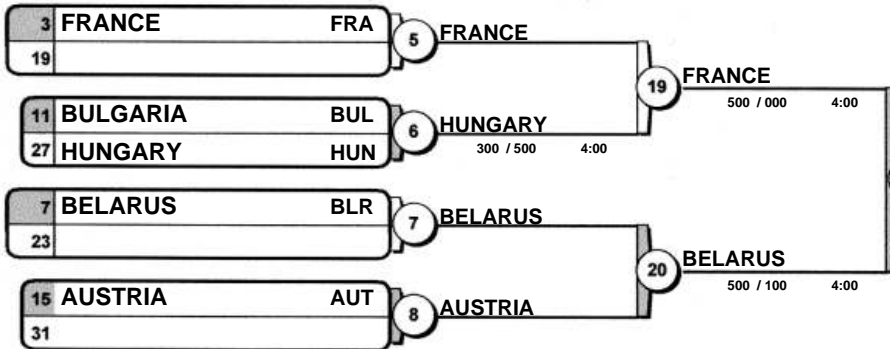 3 FRANCE FRA
19
5 FRANCE
11 BULGARIA BUL
27 HUNGARY HUN
6 HUNGARY
300 / 500 4:00
19 FRANCE
500 / 000 4:00
7 BELARUS BLR
23
7 BELARUS
15 AUSTRIA AUT
31
8 AUSTRIA
20 BELARUS
500 / 100 4:00